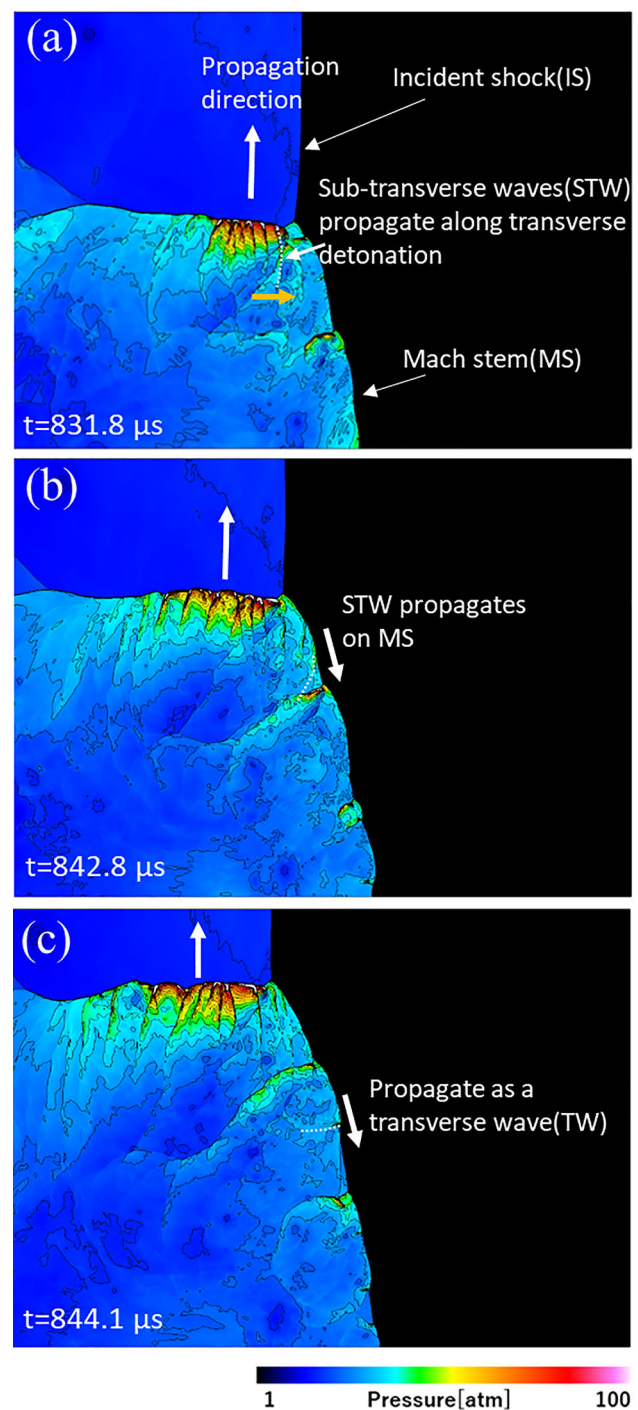 (a)
Propagation
direction
Incident shock(IS)
Sub-transverse waves(STW)
propagate along transverse
detonation
Mach stem(MS)
t=831.8 μs
(b)
STW propagates
on MS
t=842.8 μs
(c)
Propagate as a
transverse wave(TW)
t=844.1 μs
1 Pressure[atm] 100